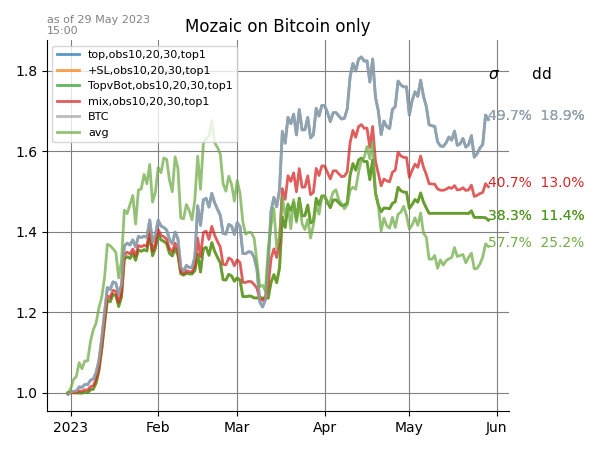 as of 29 May 2023
15:00
Mozaic on Bitcoin only
top,obs10,20,30,top1
+SL,obs10,20,30,top1
TopvBot,obs10,20,30,top1
mix,obs10,20,30,top1
BTC
avg
σ dd
49.7% 18.9%
40.7% 13.0%
38.3% 11.4%
57.7% 25.2%
1.8
1.6
1.4
1.2
1.0
2023 Feb Mar Apr May Jun